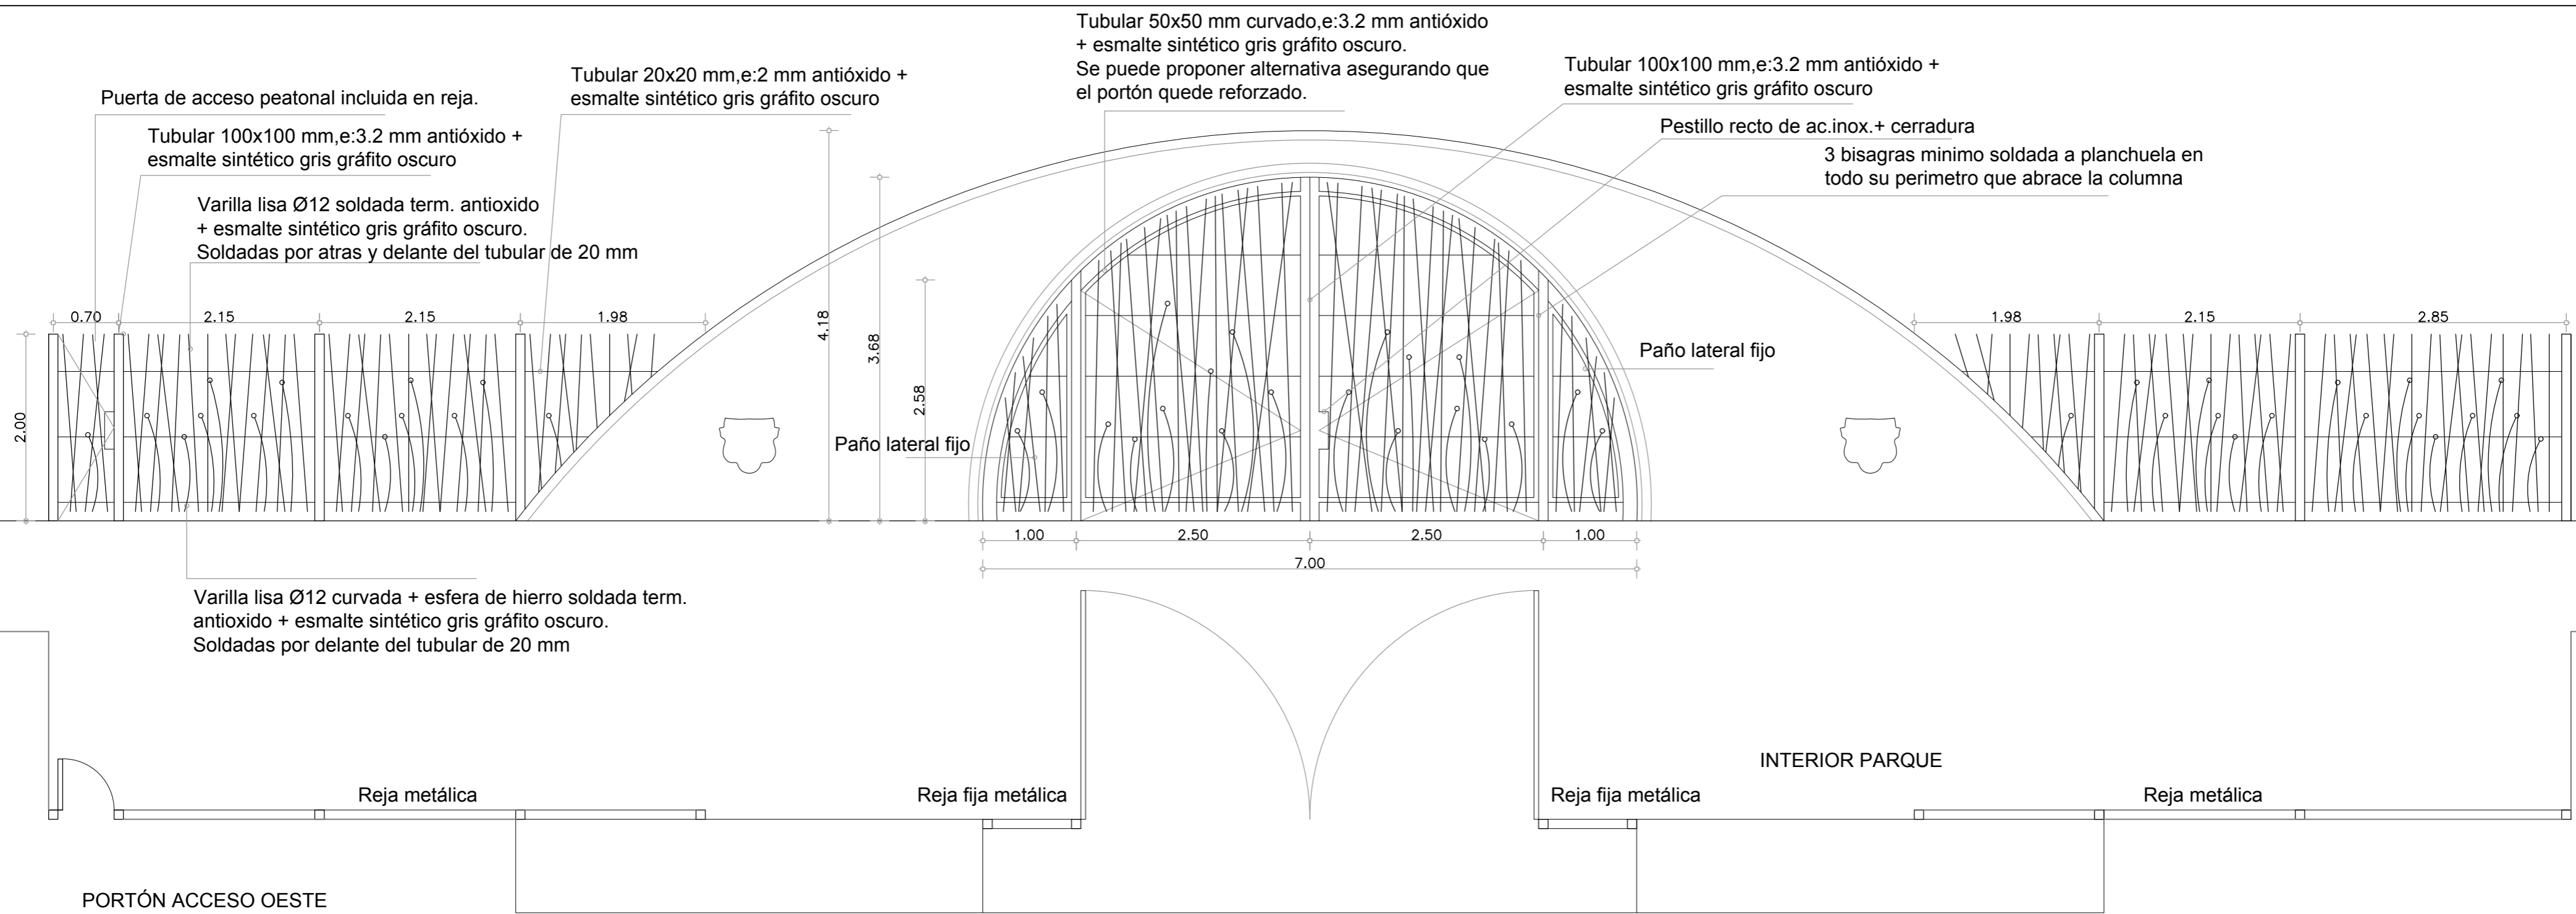 Tubular 50x50 mm curvado,e:3.2 mm antióxido
+ esmalte sintético gris gráfito oscuro.
Se puede proponer alternativa asegurando que
el portón quede reforzado.
Tubular 20x20 mm,e:2 mm antióxido +
esmalte sintético gris gráfito oscuro
Tubular 100x100 mm,e:3.2 mm antióxido +
esmalte sintético gris gráfito oscuro
Puerta de acceso peatonal incluida en reja.
Tubular 100x100 mm,e:3.2 mm antióxido +
esmalte sintético gris gráfito oscuro
Pestillo recto de ac.inox.+ cerradura
3 bisagras minimo soldada a planchuela en
todo su perimetro que abrace la columna
Varilla lisa Ø12 soldada term. antioxido
+ esmalte sintético gris gráfito oscuro.
Soldadas por atras y delante del tubular de 20 mm
0.70
2.15
2.15
1.98
4.18
3.68
2.58
2.00
1.98
2.15
2.85
Paño lateral fijo
Paño lateral fijo
1.00
2.50
2.50
1.00
7.00
Varilla lisa Ø12 curvada + esfera de hierro soldada term.
antioxido + esmalte sintético gris gráfito oscuro.
Soldadas por delante del tubular de 20 mm
INTERIOR PARQUE
Reja metálica
Reja fija metálica
Reja fija metálica
Reja metálica
PORTÓN ACCESO OESTE